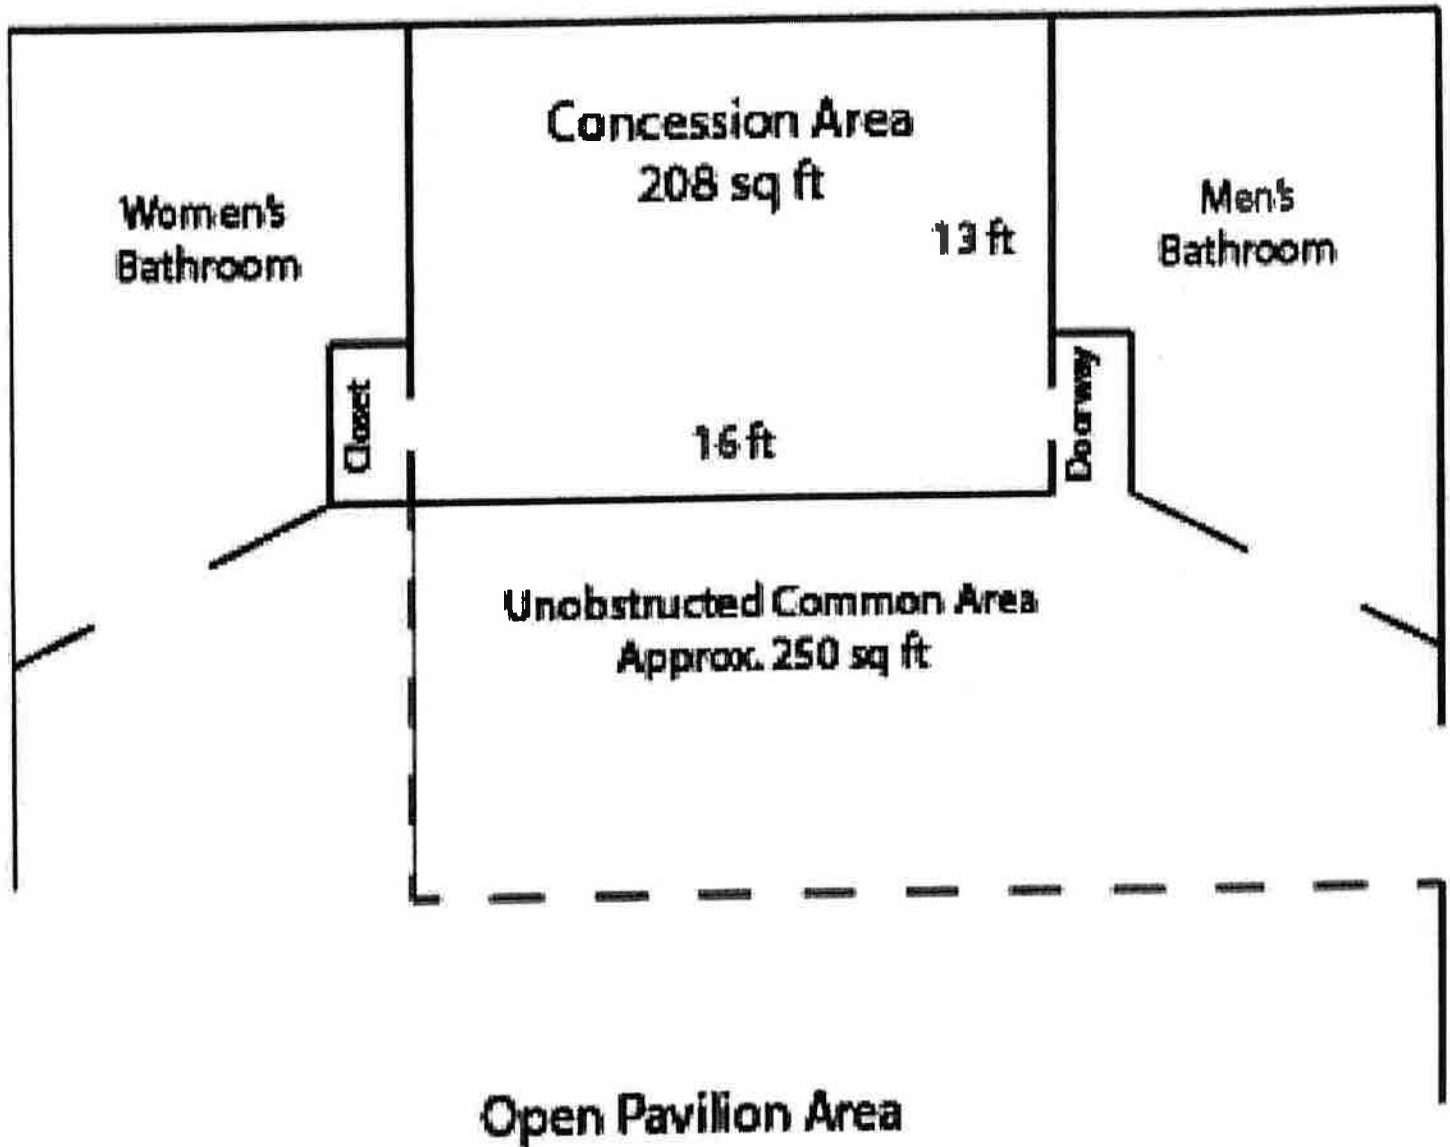 Concession Area
208 sq ft
13 ft
16 ft
Women's
Bathroom
Men's
Bathroom
Closet
Doorway
Unobstructed Common Area
Approx. 250 sq ft
Open Pavilion Area